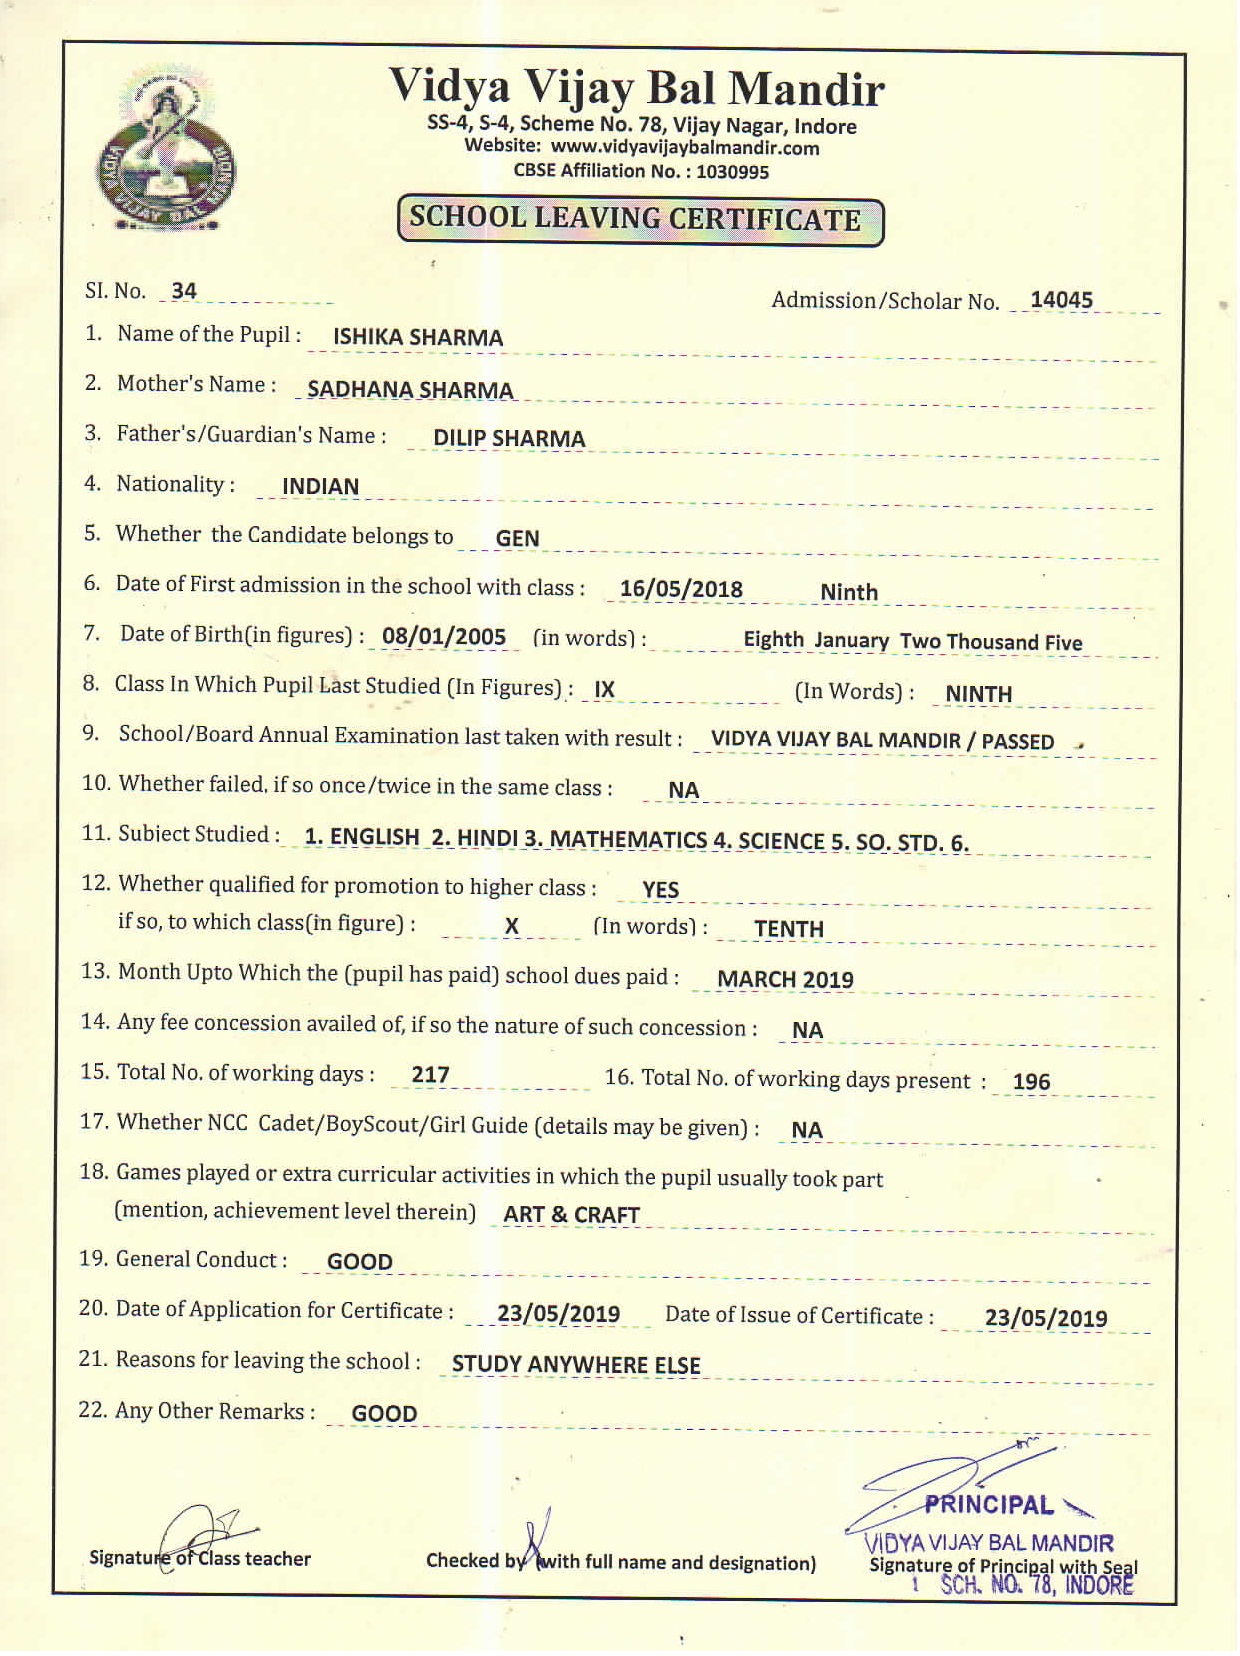 Vidya Vijay Bal Mandir
SS-4, S-4, Scheme No. 78, Vijay Nagar, Indore
Website: www.vidyavijaybalmandir.com
CBSE Affiliation No. : 1030995
VIDYA VIJAY BAL MANDIR
SCHOOL LEAVING CERTIFICATE
SI. No. 34 Admission/Scholar No. 14045
1. Name of the Pupil : ISHIKA SHARMA
2. Mother's Name : SADHANA SHARMA
3. Father's/Guardian's Name : DILIP SHARMA
4. Nationality : INDIAN
5. Whether the Candidate belongs to GEN
6. Date of First admission in the school with class : 16/05/2018 Ninth
7. Date of Birth(in figures) : 08/01/2005 (in words) : Eighth January Two Thousand Five
8. Class In Which Pupil Last Studied (In Figures) : IX (In Words) : NINTH
9. School/Board Annual Examination last taken with result : VIDYA VIJAY BAL MANDIR / PASSED
10. Whether failed, if so once/twice in the same class : NA
11. Subject Studied : 1. ENGLISH 2. HINDI 3. MATHEMATICS 4. SCIENCE 5. SO. STD. 6.
12. Whether qualified for promotion to higher class : YES
if so, to which class(in figure) : X (In words) : TENTH
13. Month Upto Which the (pupil has paid) school dues paid : MARCH 2019
14. Any fee concession availed of, if so the nature of such concession : NA
15. Total No. of working days : 217 16. Total No. of working days present : 196
17. Whether NCC Cadet/BoyScout/Girl Guide (details may be given) : NA
18. Games played or extra curricular activities in which the pupil usually took part
(mention, achievement level therein) ART & CRAFT
19. General Conduct : GOOD
20. Date of Application for Certificate : 23/05/2019 Date of Issue of Certificate : 23/05/2019
21. Reasons for leaving the school : STUDY ANYWHERE ELSE
22. Any Other Remarks : GOOD
PRINCIPAL
VIDYA VIJAY BAL MANDIR
Signature of Class teacher Checked by (with full name and designation) Signature of Principal with Seal
SCH. NO. 78, INDORE